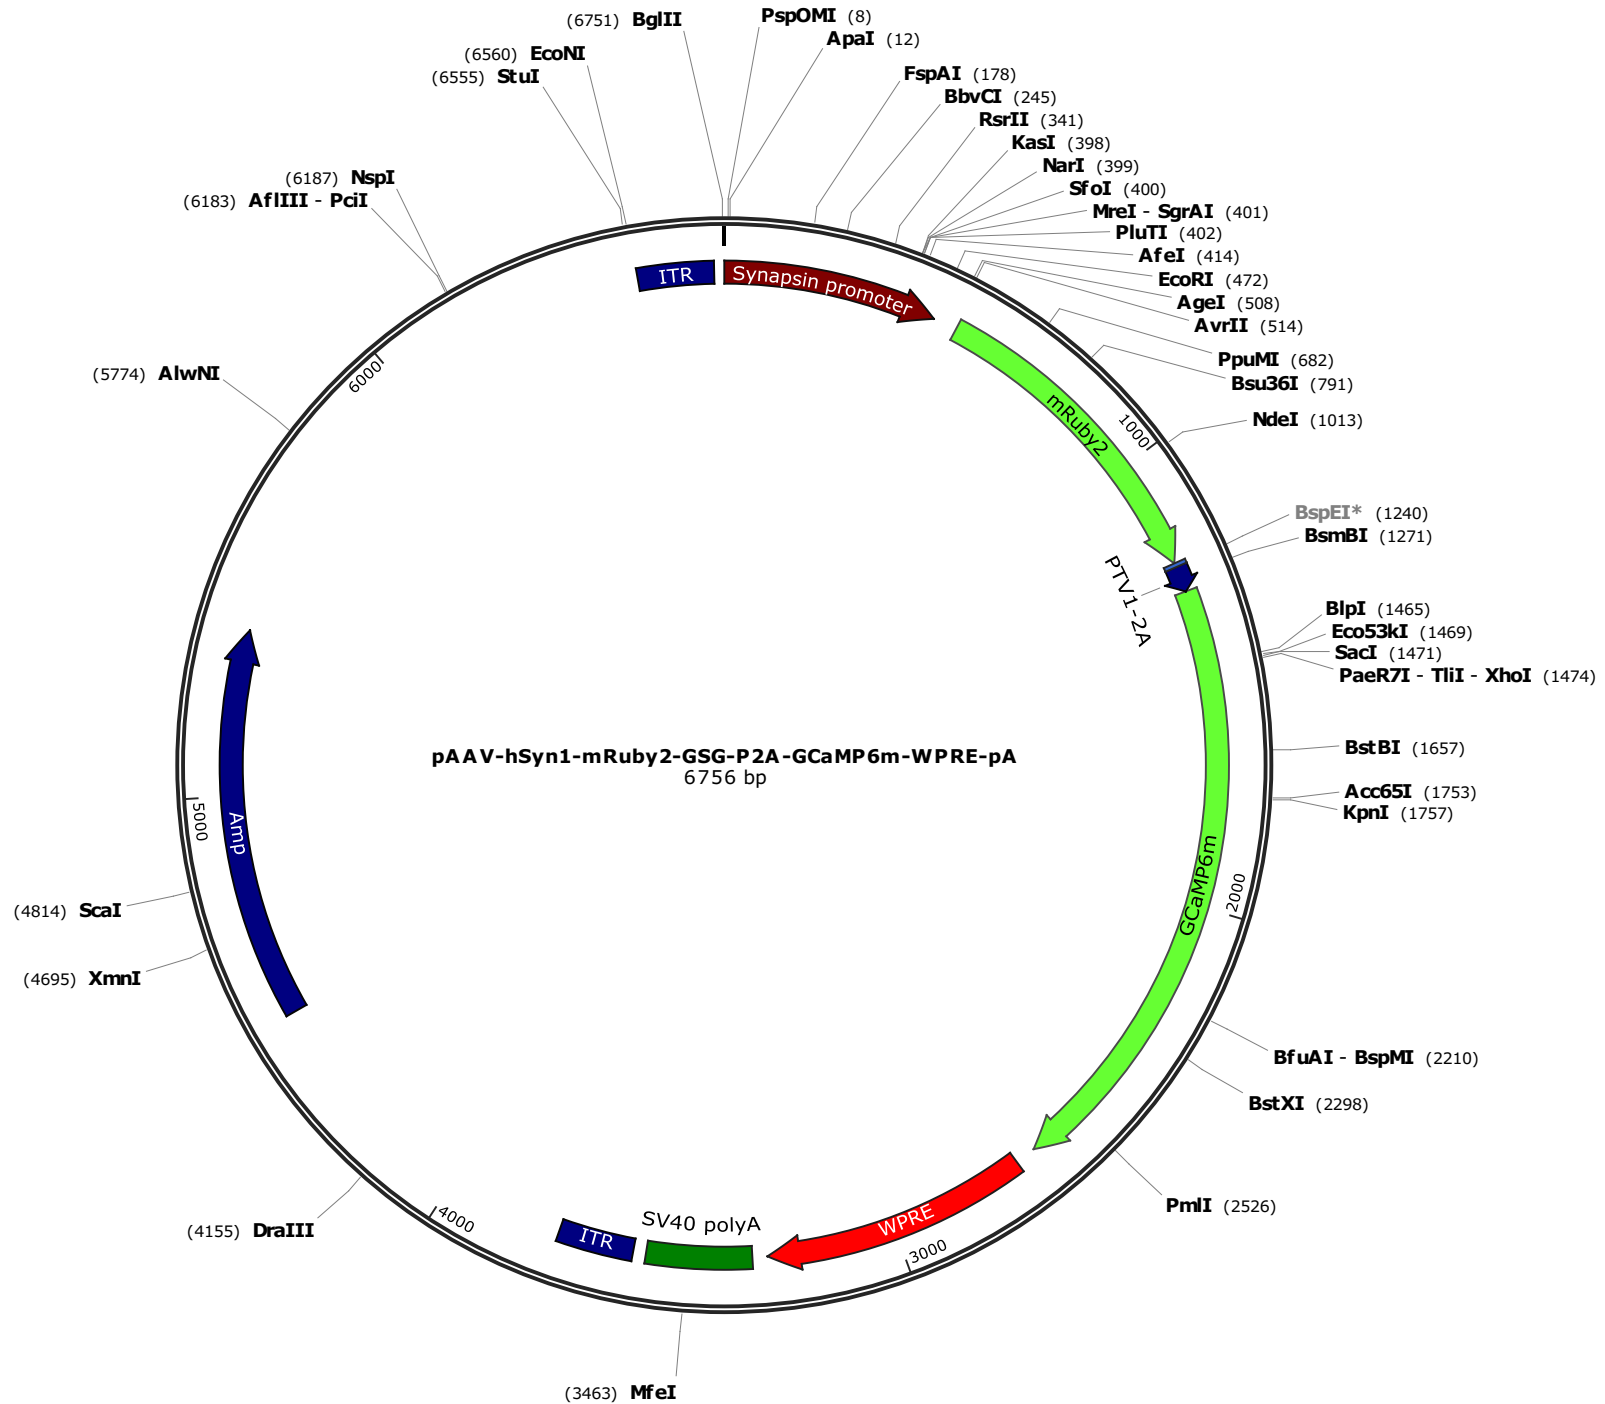 (6751) BglII
PspOMI (8)
ApaI (12)
(6560) EcoNI
(6555) StuI
FspAI (178)
BbvCI (245)
RsrII (341)
KasI (398)
NarI (399)
SfoI (400)
MreI - SgrAI (401)
PluTI (402)
AfeI (414)
EcoRI (472)
AgeI (508)
AvrII (514)
PpuMI (682)
Bsu36I (791)
NdeI (1013)
(6187) NspI
(6183) AflIII - PciI
(5774) AlwNI
ITR
Synapsin promoter
mRuby2
1000
6000
BspEI* (1240)
BsmBI (1271)
PTV1-2A
BlpI (1465)
Eco53kI (1469)
SacI (1471)
PaeR7I - TliI - XhoI (1474)
BstBI (1657)
Acc65I (1753)
KpnI (1757)
pAAV-hSyn1-mRuby2-GSG-P2A-GCaMP6m-WPRE-pA
6756 bp
5000
Amp
GCaMP6m
2000
(4814) ScaI
(4695) XmnI
BfuAI - BspMI (2210)
BstXI (2298)
PmlI (2526)
(4155) DraIII
4000
ITR
SV40 polyA
WPRE
3000
(3463) MfeI